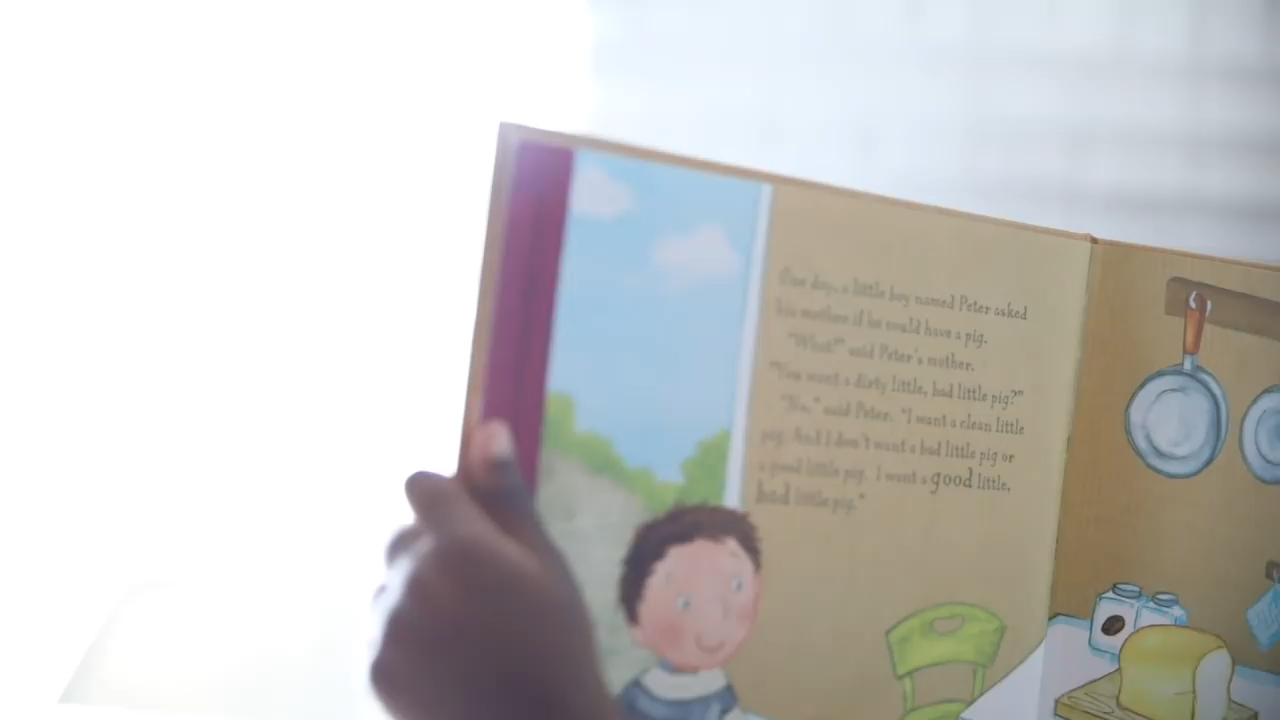 One day, a little boy named Peter asked
his mother if he could have a pig.
"What?" said Peter's mother.
"You want a dirty little, bad little pig?"
"No," said Peter. "I want a clean little
pig. And I don't want a bad little pig or
a good little pig. I want a good little,
bad little pig."